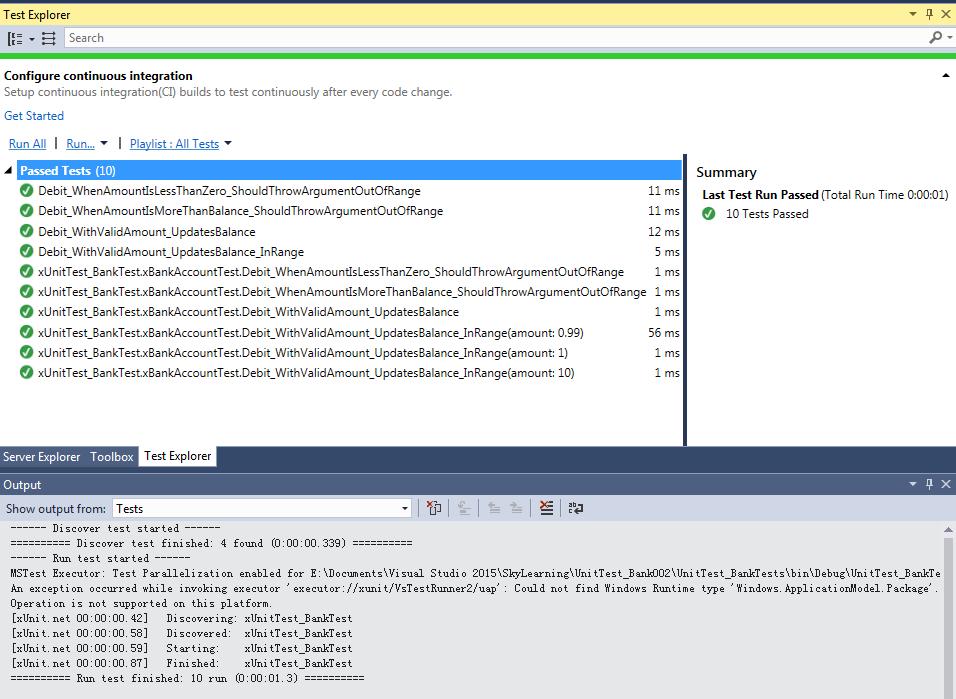 Test Explorer
Search
Configure continuous integration
Setup continuous integration(CI) builds to test continuously after every code change.
Get Started
Run All | Run... | Playlist : All Tests
Passed Tests (10)
Debit_WhenAmountIsLessThanZero_ShouldThrowArgumentOutOfRange 11 ms
Debit_WhenAmountIsMoreThanBalance_ShouldThrowArgumentOutOfRange 11 ms
Debit_WithValidAmount_UpdatesBalance 12 ms
Debit_WithValidAmount_UpdatesBalance_InRange 5 ms
xUnitTest_BankTest.xBankAccountTest.Debit_WhenAmountIsLessThanZero_ShouldThrowArgumentOutOfRange 1 ms
xUnitTest_BankTest.xBankAccountTest.Debit_WhenAmountIsMoreThanBalance_ShouldThrowArgumentOutOfRange 1 ms
xUnitTest_BankTest.xBankAccountTest.Debit_WithValidAmount_UpdatesBalance 1 ms
xUnitTest_BankTest.xBankAccountTest.Debit_WithValidAmount_UpdatesBalance_InRange(amount: 0.99) 56 ms
xUnitTest_BankTest.xBankAccountTest.Debit_WithValidAmount_UpdatesBalance_InRange(amount: 1) 1 ms
xUnitTest_BankTest.xBankAccountTest.Debit_WithValidAmount_UpdatesBalance_InRange(amount: 10) 1 ms
Summary
Last Test Run Passed (Total Run Time 0:00:01)
10 Tests Passed
Server Explorer Toolbox Test Explorer
Output
Show output from: Tests
------ Discover test started ------
========== Discover test finished: 4 found (0:00:00.339) ==========
------ Run test started ------
MSTest Executor: Test Parallelization enabled for E:\Documents\Visual Studio 2015\SkyLearning\UnitTest_Bank002\UnitTest_BankTests\bin\Debug\UnitTest_BankTe
An exception occurred while invoking executor 'executor://xunit/VsTestRunner2/uap': Could not find Windows Runtime type 'Windows.ApplicationModel.Package'.
Operation is not supported on this platform.
[xUnit.net 00:00:00.42] Discovering: xUnitTest_BankTest
[xUnit.net 00:00:00.58] Discovered: xUnitTest_BankTest
[xUnit.net 00:00:00.59] Starting: xUnitTest_BankTest
[xUnit.net 00:00:00.87] Finished: xUnitTest_BankTest
========== Run test finished: 10 run (0:00:01.3) ==========